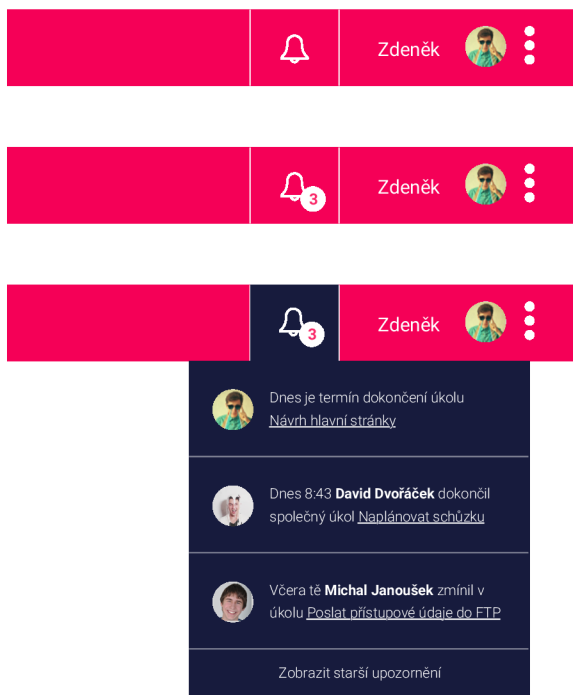 Zdeněk
3
Zdeněk
3
Zdeněk
Dnes je termín dokončení úkolu
Návrh hlavní stránky
Dnes 8:43 David Dvořáček dokončil
společný úkol Naplánovat schůzku
Včera tě Michal Janoušek zmínil v
úkolu Poslat přístupové údaje do FTP
Zobrazit starší upozornění